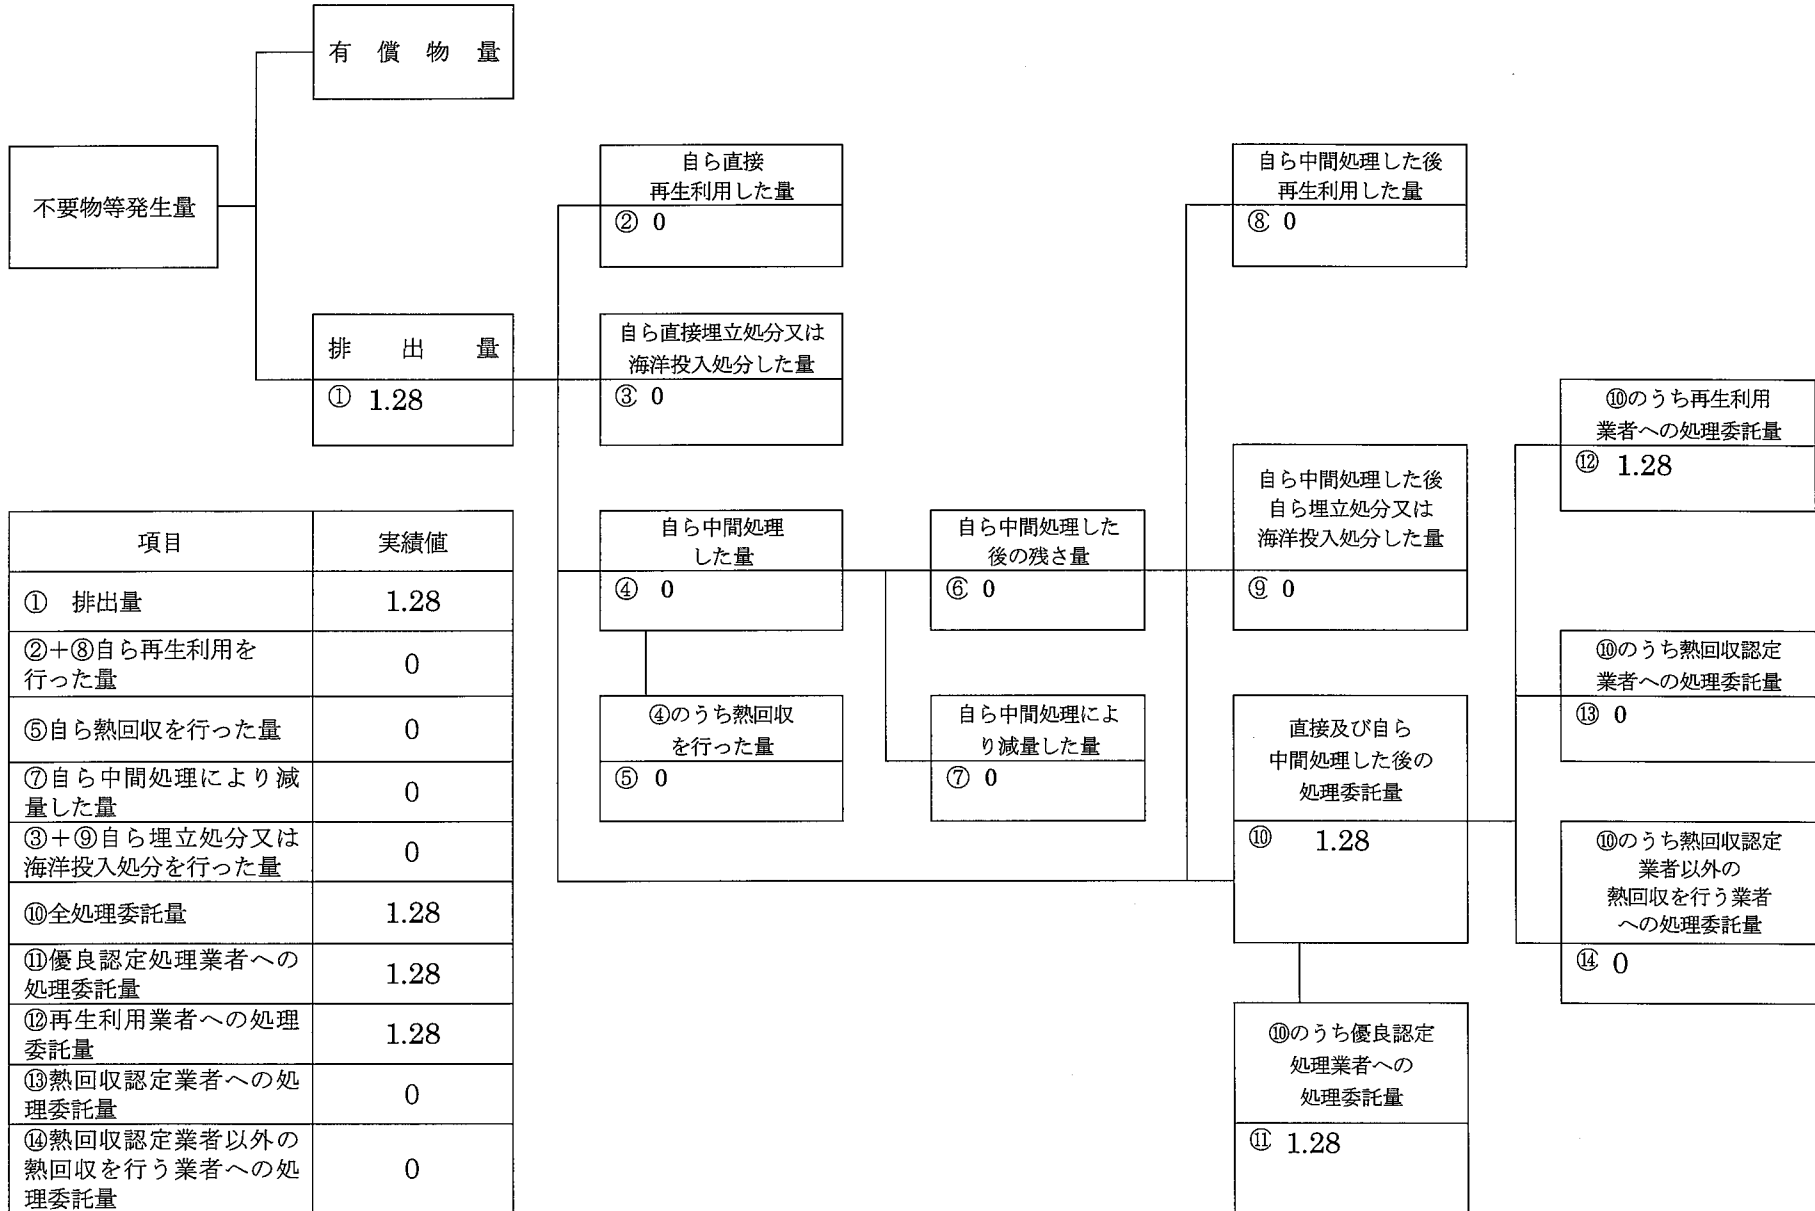 有償物量
不要物等発生量
排出量
① 1.28
自ら直接
再生利用した量
② 0
自ら直接埋立処分又は
海洋投入処分した量
③ 0
自ら中間処理
した量
④ 0
④のうち熱回収
を行った量
⑤ 0
自ら中間処理した
後の残さ量
⑥ 0
自ら中間処理によ
り減量した量
⑦ 0
自ら中間処理した後
再生利用した量
⑧ 0
自ら中間処理した後
自ら埋立処分又は
海洋投入処分した量
⑨ 0
直接及び自ら
中間処理した後の
処理委託量
⑩ 1.28
⑩のうち優良認定
処理業者への
処理委託量
⑪ 1.28
⑩のうち再生利用
業者への処理委託量
⑫ 1.28
⑩のうち熱回収認定
業者への処理委託量
⑬ 0
⑩のうち熱回収認定
業者以外の
熱回収を行う業者
への処理委託量
⑭ 0
項目 実績値
① 排出量 1.28
②+⑧自ら再生利用を
行った量 0
⑤自ら熱回収を行った量 0
⑦自ら中間処理により減
量した量 0
③+⑨自ら埋立処分又は
海洋投入処分を行った量 0
⑩全処理委託量 1.28
⑪優良認定処理業者への
処理委託量 1.28
⑫再生利用業者への処理
委託量 1.28
⑬熱回収認定業者への処
理委託量 0
⑭熱回収認定業者以外の
熱回収を行う業者への処
理委託量 0